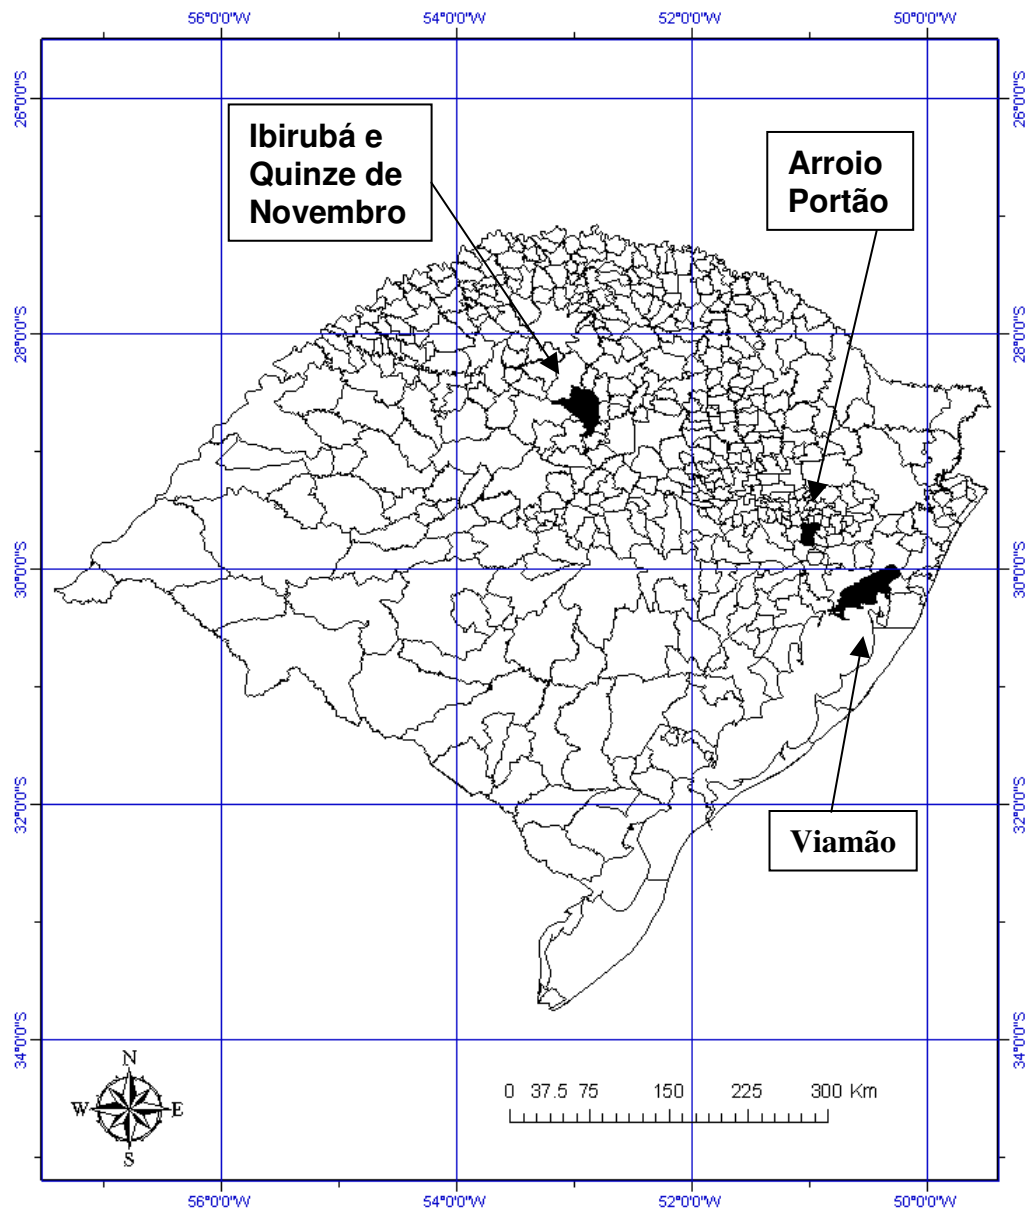 56°0'0"W 54°0'0"W 52°0'0"W 50°0'0"W
26°0'0"S 26°0'0"S
Ibirubá e
Quinze de
Novembro
Arroio
Portão
28°0'0"S 28°0'0"S
30°0'0"S 30°0'0"S
32°0'0"S 32°0'0"S
Viamão
34°0'0"S 34°0'0"S
N
W E
S
0 37.5 75 150 225 300 Km
56°0'0"W 54°0'0"W 52°0'0"W 50°0'0"W